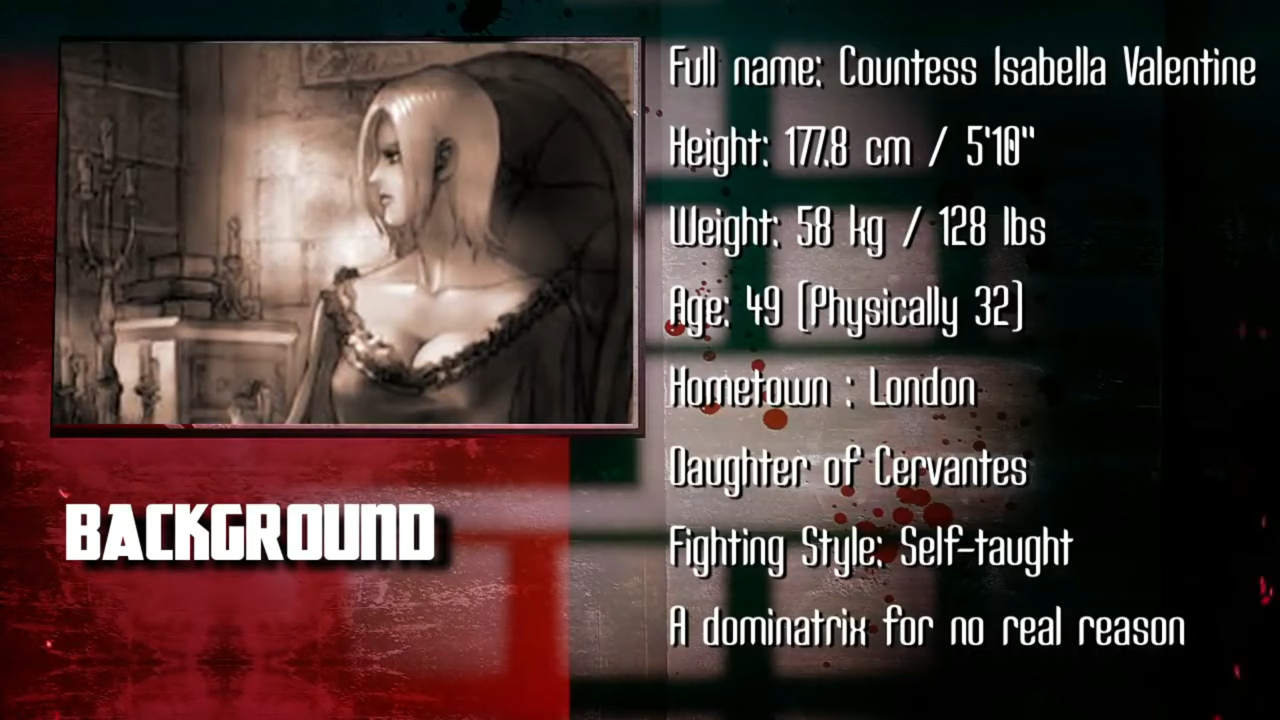 Full name: Countess Isabella Valentine
Height: 177.8 cm / 5'10"
Weight: 58 kg / 128 lbs
Age: 49 (Physically 32)
Hometown : London
Daughter of Cervantes
Fighting Style: Self-taught
A dominatrix for no real reason
BACKGROUND